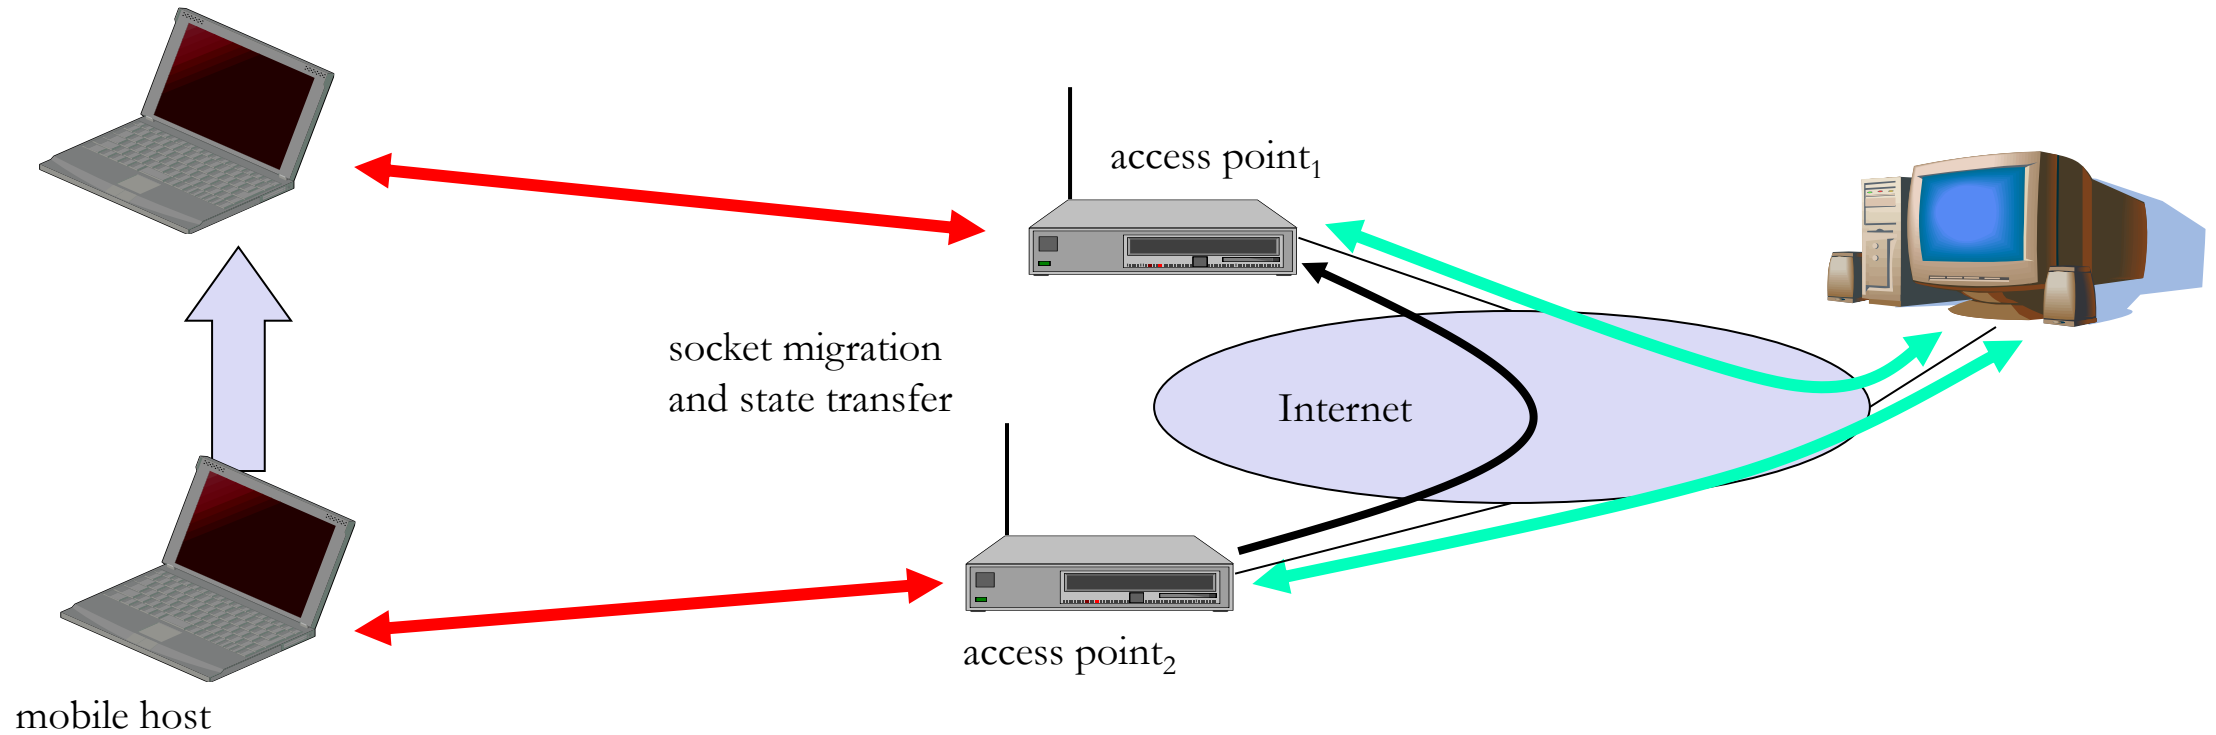 access point₁
socket migration
and state transfer
Internet
access point₂
mobile host